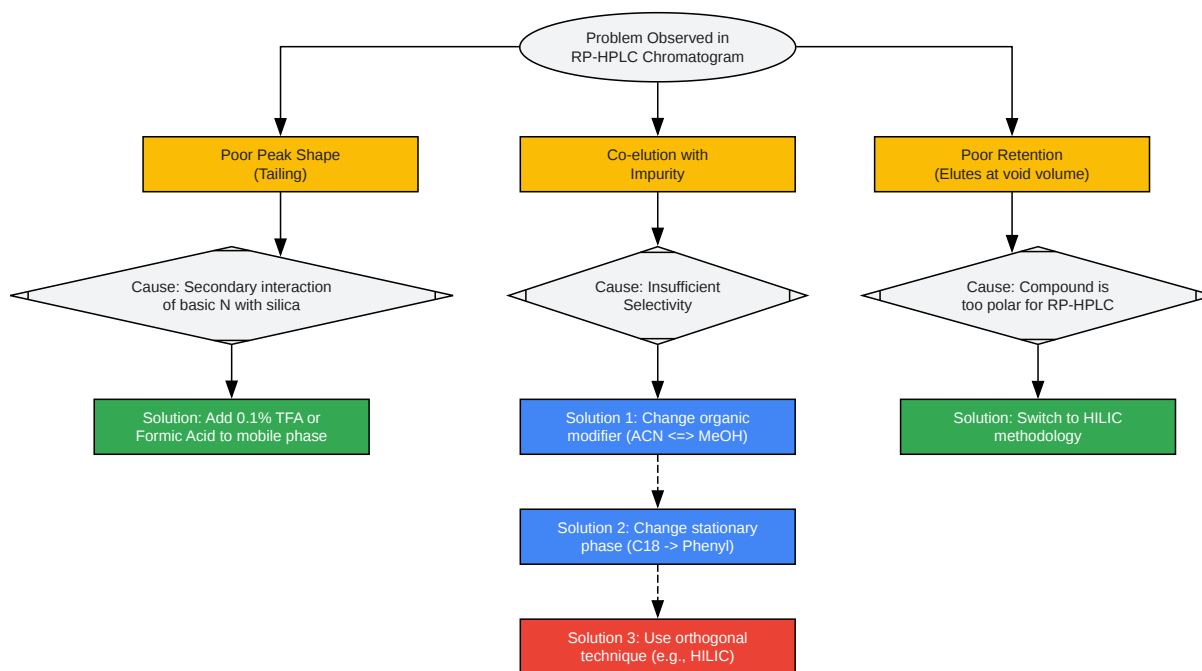 Problem Observed in
RP-HPLC Chromatogram
Poor Peak Shape
(Tailing)
Co-elution with
Impurity
Poor Retention
(Elutes at void volume)
Cause: Secondary interaction
of basic N with silica
Cause: Insufficient
Selectivity
Cause: Compound is
too polar for RP-HPLC
Solution: Add 0.1% TFA or
Formic Acid to mobile phase
Solution 1: Change organic
modifier (ACN <=> MeOH)
Solution: Switch to HILIC
methodology
Solution 2: Change stationary
phase (C18 -> Phenyl)
Solution 3: Use orthogonal
technique (e.g., HILIC)